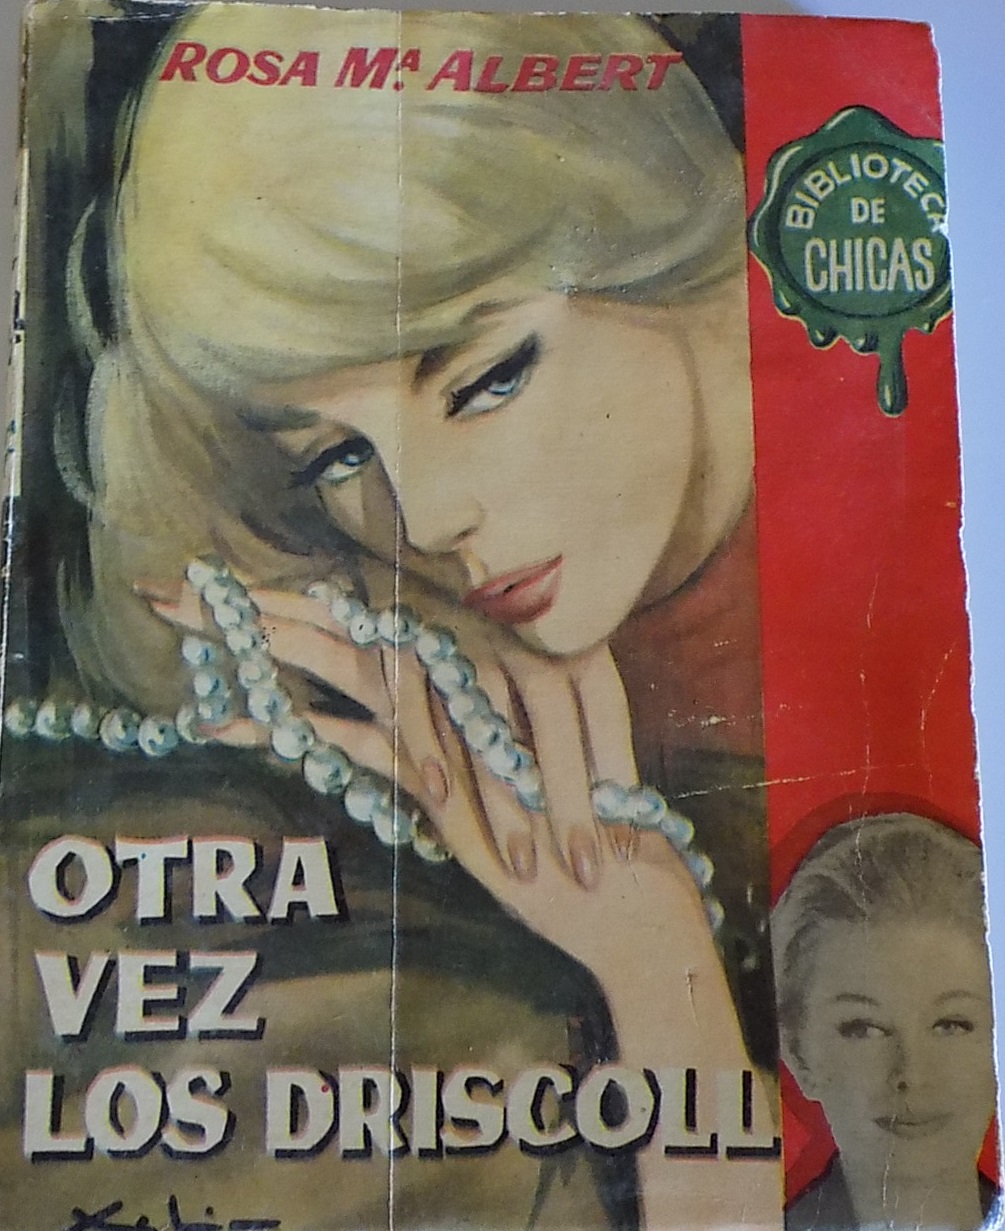 ROSA Mª ALBERT
BIBLIOTECA
DE
CHICAS
OTRA
VEZ
LOS DRISCOLL